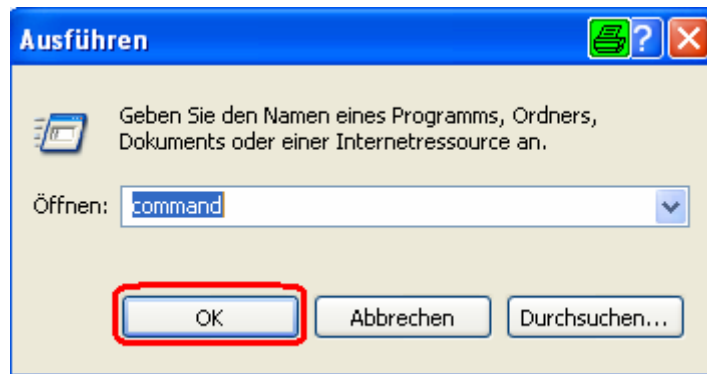 Ausführen
?
Geben Sie den Namen eines Programms, Ordners,
Dokuments oder einer Internetressource an.
Öffnen: command
OK Abbrechen Durchsuchen...